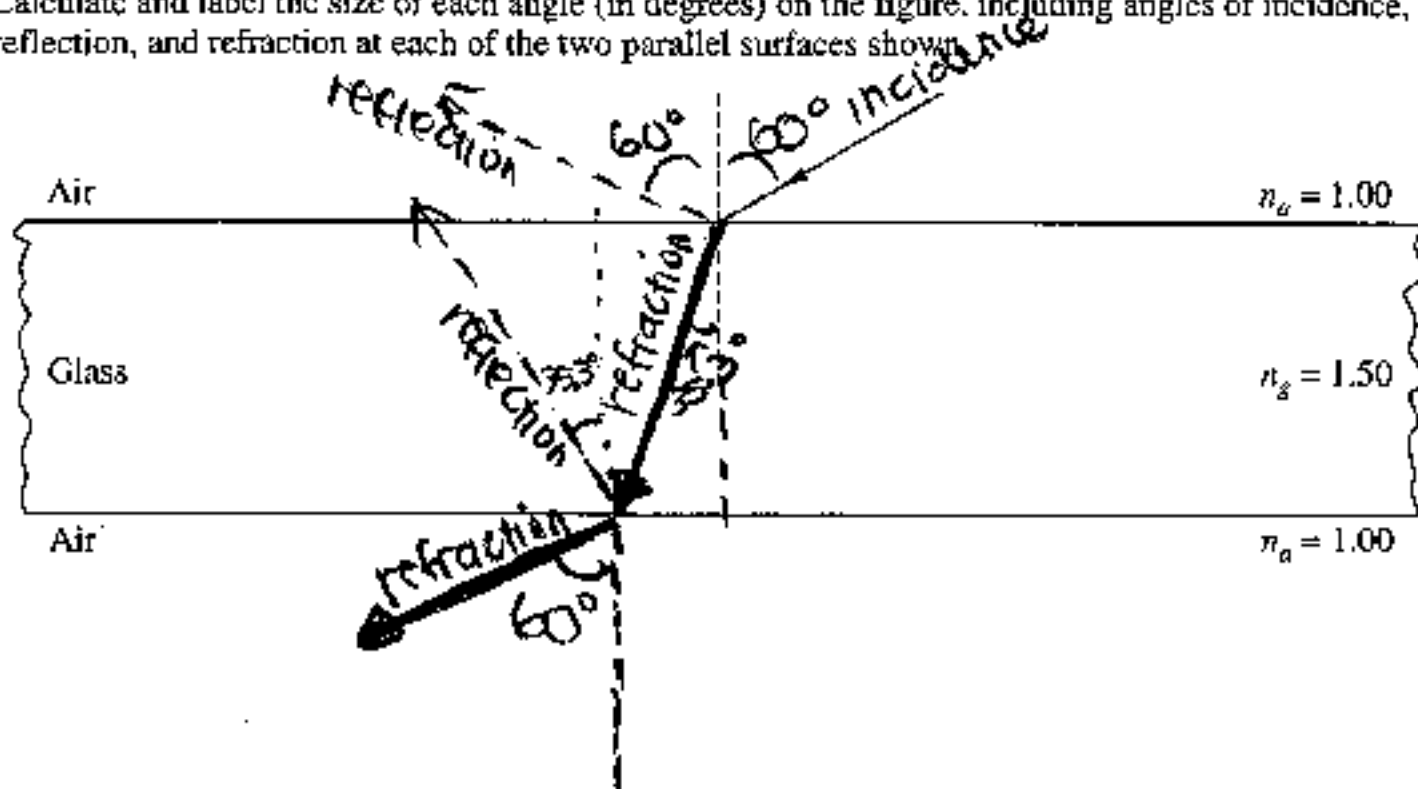 Calculate and label the size of each angle (in degrees) on the figure, including angles of incidence,
reflection, and refraction at each of the two parallel surfaces shown.
reflection
60°
60° incidence
Air
n_a = 1.00
refraction
reflection
Glass
n_g = 1.50
Air
n_a = 1.00
refraction
60°